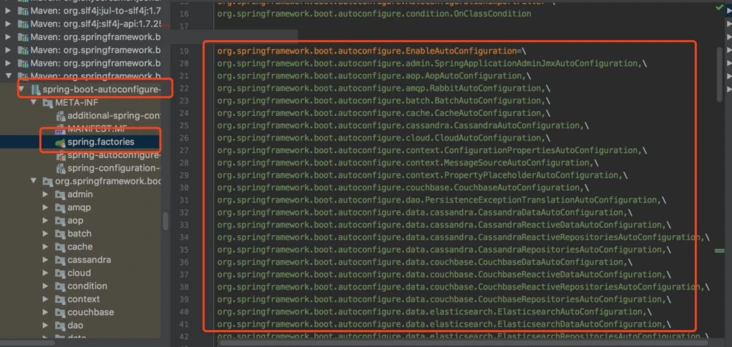 Maven: org.slf4j:jul-to-slf4j:1.7
Maven: org.slf4j:slf4j-api:1.7.2
Maven: org.springframework.b
Maven: org.springframework.b
Maven: org.springframework.b
Maven: org.springframework.b
spring-boot-autoconfigure-
META-INF
additional-spring-con
MANIFEST.MF
spring.factories
spring-autoconfigure-
spring-configuration-
org.springframework.boo
admin
amqp
aop
batch
cache
cassandra
cloud
condition
context
couchbase
dao
16 org.springframework.boot.autoconfigure.condition.OnClassCondition
17
19 org.springframework.boot.autoconfigure.EnableAutoConfiguration=\
20 org.springframework.boot.autoconfigure.admin.SpringApplicationAdminJmxAutoConfiguration,\
21 org.springframework.boot.autoconfigure.aop.AopAutoConfiguration,\
22 org.springframework.boot.autoconfigure.amqp.RabbitAutoConfiguration,\
23 org.springframework.boot.autoconfigure.batch.BatchAutoConfiguration,\
24 org.springframework.boot.autoconfigure.cache.CacheAutoConfiguration,\
25 org.springframework.boot.autoconfigure.cassandra.CassandraAutoConfiguration,\
26 org.springframework.boot.autoconfigure.cloud.CloudAutoConfiguration,\
27 org.springframework.boot.autoconfigure.context.ConfigurationPropertiesAutoConfiguration,\
28 org.springframework.boot.autoconfigure.context.MessageSourceAutoConfiguration,\
29 org.springframework.boot.autoconfigure.context.PropertyPlaceholderAutoConfiguration,\
30 org.springframework.boot.autoconfigure.couchbase.CouchbaseAutoConfiguration,\
31 org.springframework.boot.autoconfigure.dao.PersistenceExceptionTranslationAutoConfiguration,\
32 org.springframework.boot.autoconfigure.data.cassandra.CassandraDataAutoConfiguration,\
33 org.springframework.boot.autoconfigure.data.cassandra.CassandraReactiveDataAutoConfiguration,\
34 org.springframework.boot.autoconfigure.data.cassandra.CassandraReactiveRepositoriesAutoConfiguration,\
35 org.springframework.boot.autoconfigure.data.cassandra.CassandraRepositoriesAutoConfiguration,\
36 org.springframework.boot.autoconfigure.data.couchbase.CouchbaseDataAutoConfiguration,\
37 org.springframework.boot.autoconfigure.data.couchbase.CouchbaseReactiveDataAutoConfiguration,\
38 org.springframework.boot.autoconfigure.data.couchbase.CouchbaseReactiveRepositoriesAutoConfiguration,\
39 org.springframework.boot.autoconfigure.data.couchbase.CouchbaseRepositoriesAutoConfiguration,\
40 org.springframework.boot.autoconfigure.data.elasticsearch.ElasticsearchAutoConfiguration,\
41 org.springframework.boot.autoconfigure.data.elasticsearch.ElasticsearchDataAutoConfiguration,\
42 org.springframework.boot.autoconfigure.data.elasticsearch.ElasticsearchRepositoriesAutoConfiguration,\